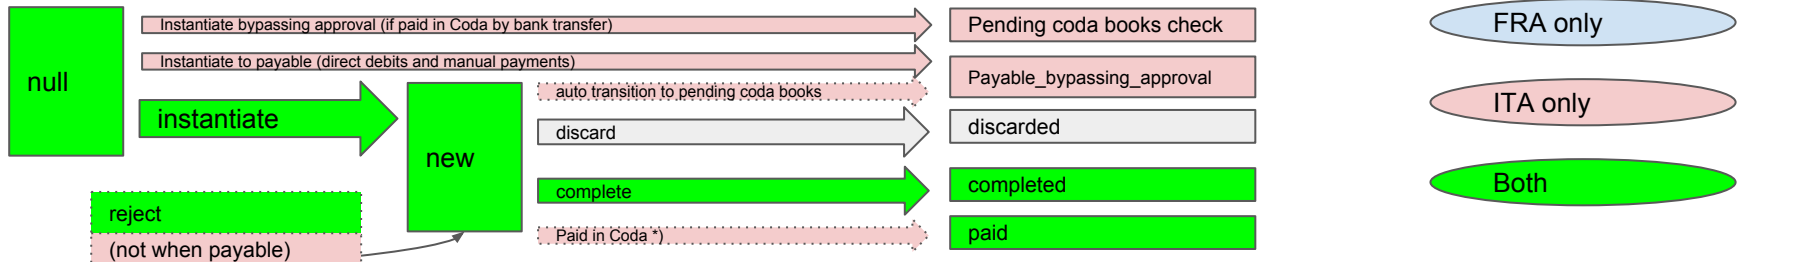 null
Instantiate bypassing approval (if paid in Coda by bank transfer)
Pending coda books check
Instantiate to payable (direct debits and manual payments)
Payable_bypassing_approval
instantiate
new
auto transition to pending coda books
discard
discarded
complete
completed
Paid in Coda *)
paid
reject
(not when payable)
FRA only
ITA only
Both